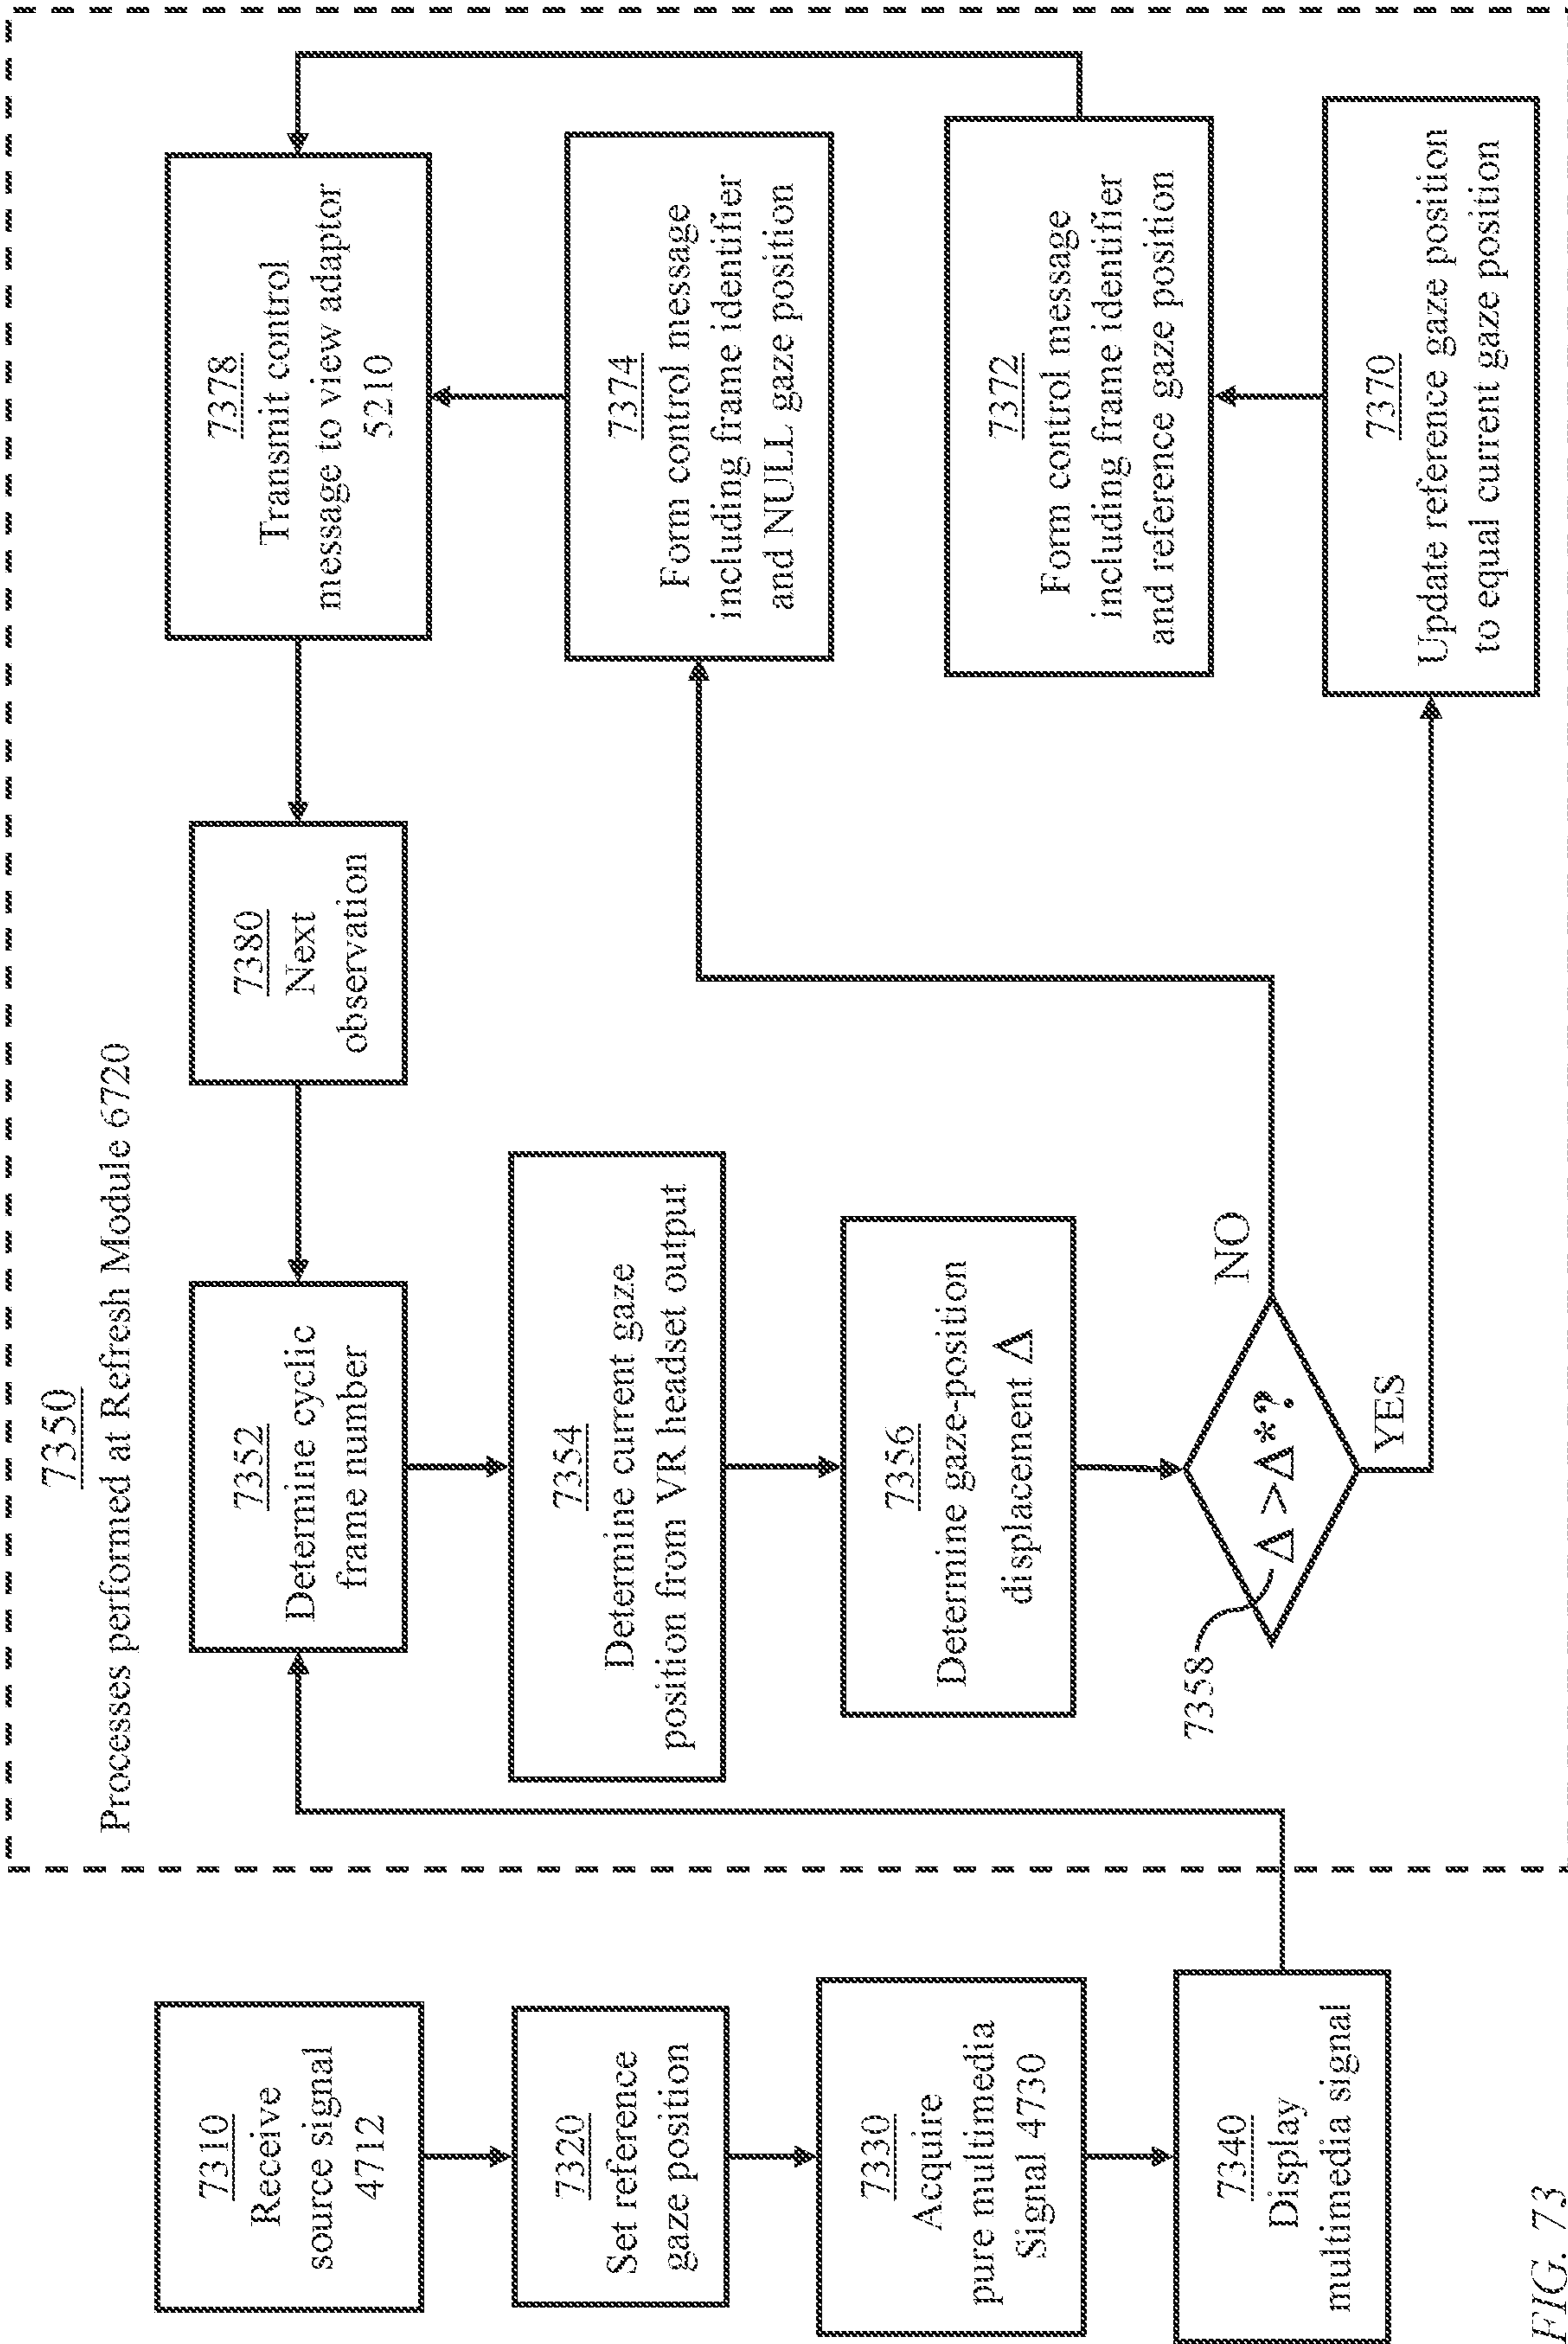 7350
Processes performed at Refresh Module 6720
7310
Receive
source signal
4712
7320
Set reference
gaze position
7330
Acquire
pure multimedia
Signal 4730
7340
Display
multimedia signal
7352
Determine cyclic
frame number
7354
Determine current gaze
position from VR headset output
7356
Determine gaze-position
displacement Δ
7358
Δ >Δ*?
NO
YES
7380
Next
observation
7378
Transmit control
message to view adaptor
5210
7374
Form control message
including frame identifier
and NULL gaze position
7372
Form control message
including frame identifier
and reference gaze position
7370
Update reference gaze position
to equal current gaze position
FIG. 73